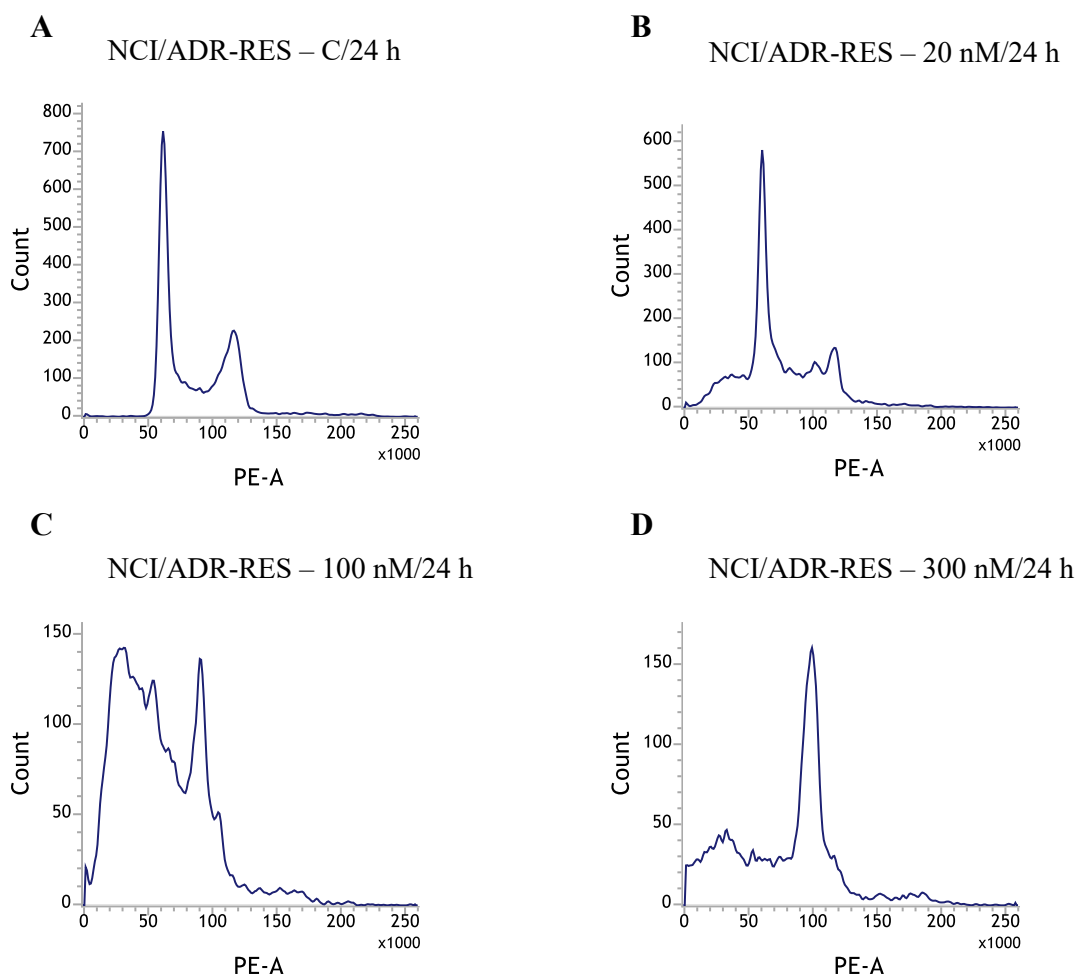 A
NCI/ADR-RES – C/24 h
800
700
600
500
400
300
200
100
0
Count
0 50 100 150 200 250
x1000
PE-A
B
NCI/ADR-RES – 20 nM/24 h
600
500
400
300
200
100
0
Count
0 50 100 150 200 250
x1000
PE-A
C
NCI/ADR-RES – 100 nM/24 h
150
100
50
0
Count
0 50 100 150 200 250
x1000
PE-A
D
NCI/ADR-RES – 300 nM/24 h
150
100
50
0
Count
0 50 100 150 200 250
x1000
PE-A